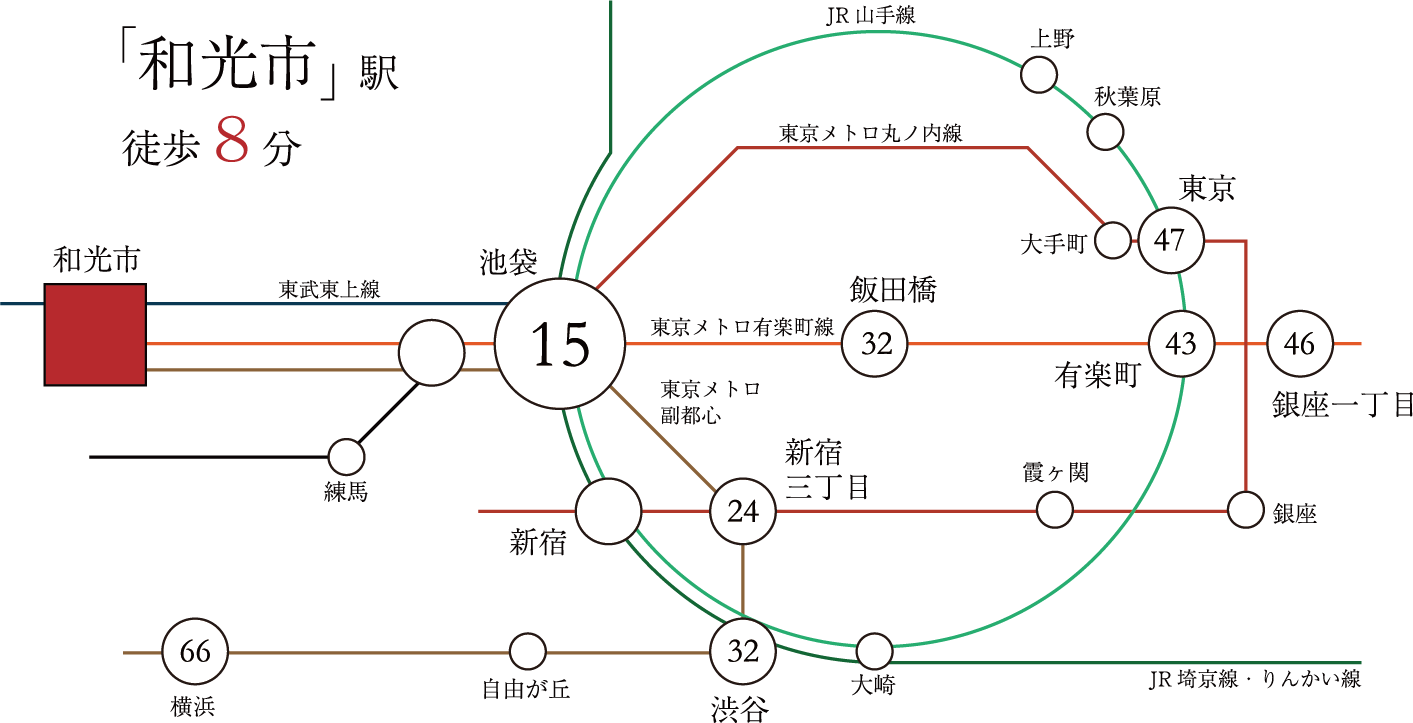 「和光市」駅
徒歩8分
JR山手線
上野
秋葉原
東京メトロ丸ノ内線
東京
大手町
47
和光市
池袋
東武東上線
15
東京メトロ有楽町線
飯田橋
32
43
有楽町
46
銀座一丁目
東京メトロ
副都心
新宿
三丁目
24
霞ヶ関
銀座
練馬
新宿
66
横浜
自由が丘
32
渋谷
大崎
JR埼京線・りんかい線